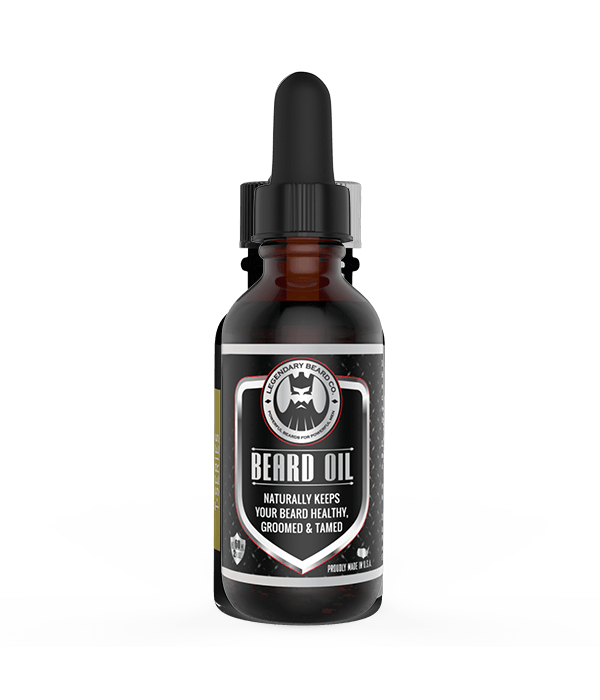 LEGENDARY BEARD CO.
POWERFUL BEARDS FOR POWERFUL MEN
BEARD OIL
NATURALLY KEEPS
YOUR BEARD HEALTHY,
GROOMED & TAMED
T-SERIES
PROUDLY MADE IN U.S.A.